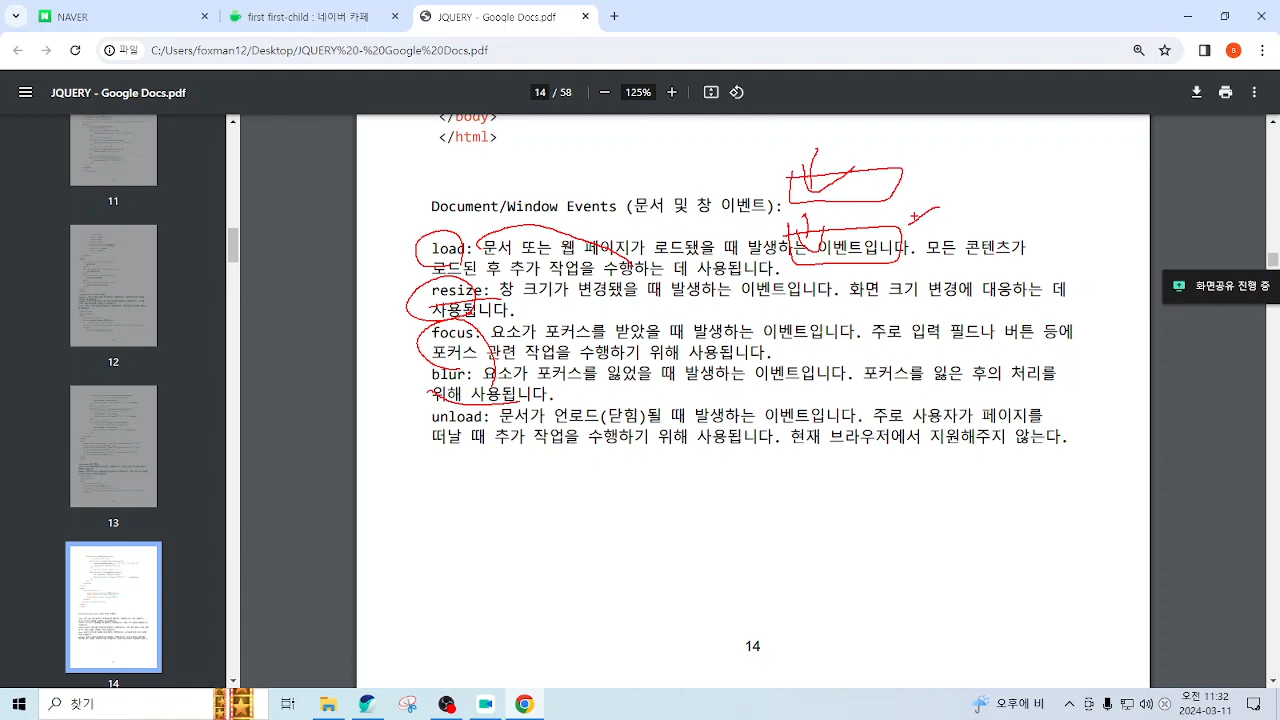 NAVER
first first-child : 네이버 카페
JQUERY - Google Docs.pdf
파일
C:/Users/foxman12/Desktop/JQUERY%20-%20Google%20Docs.pdf
JQUERY - Google Docs.pdf
14 / 58
125%
</body>
</html>
11
12
13
14
Document/Window Events (문서 및 창 이벤트):
load: 문서 또는 웹 페이지가 로드됐을 때 발생하는 이벤트입니다. 모든 콘텐츠가
로드된 후 추가 작업을 수행하는 데 사용됩니다.
resize: 창 크기가 변경됐을 때 발생하는 이벤트입니다. 화면 크기 변경에 대응하는 데
사용됩니다.
focus: 요소가 포커스를 받았을 때 발생하는 이벤트입니다. 주로 입력 필드나 버튼 등에
포커스 관련 작업을 수행하기 위해 사용됩니다.
blur: 요소가 포커스를 잃었을 때 발생하는 이벤트입니다. 포커스를 잃은 후의 처리를
위해 사용됩니다.
unload: 문서가 언로드(닫힘)될 때 발생하는 이벤트입니다. 주로 사용자가 페이지를
떠날 때 추가 작업을 수행하기 위해 사용됩니다. 현재 브라우저에서 지원해주지 않는다.
14
화면공유 진
찾기
오후에 비
오전 11:32
2024-03-11